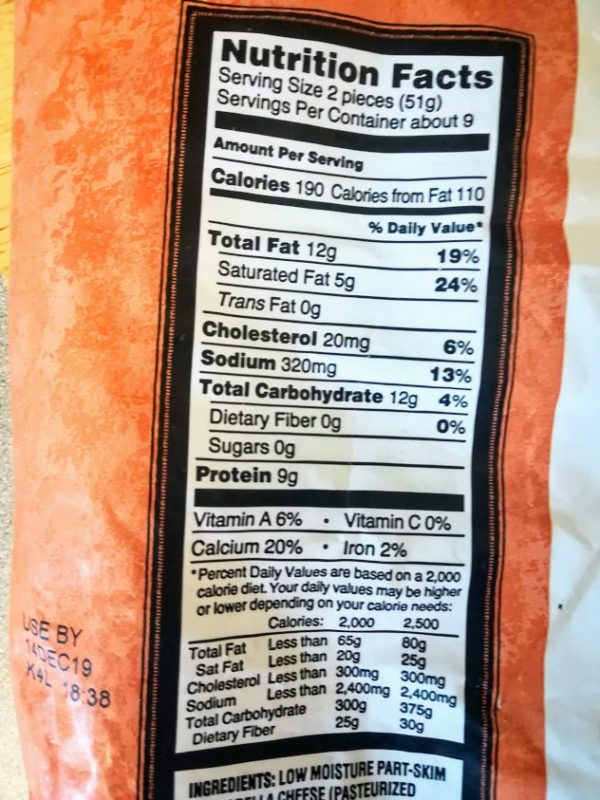 Nutrition Facts
Serving Size 2 pieces (51g)
Servings Per Container about 9
Amount Per Serving
Calories 190 Calories from Fat 110
% Daily Value*
Total Fat 12g 19%
Saturated Fat 5g 24%
Trans Fat 0g
Cholesterol 20mg 6%
Sodium 320mg 13%
Total Carbohydrate 12g 4%
Dietary Fiber 0g 0%
Sugars 0g
Protein 9g
Vitamin A 6% • Vitamin C 0%
Calcium 20% • Iron 2%
*Percent Daily Values are based on a 2,000
calorie diet. Your daily values may be higher
or lower depending on your calorie needs:
Calories: 2,000 2,500
Total Fat Less than 65g 80g
Sat Fat Less than 20g 25g
Cholesterol Less than 300mg 300mg
Sodium Less than 2,400mg 2,400mg
Total Carbohydrate 300g 375g
Dietary Fiber 25g 30g
INGREDIENTS: LOW MOISTURE PART-SKIM
CHEESE (PASTEURIZED
USE BY
14DEC19
K4L 18:38